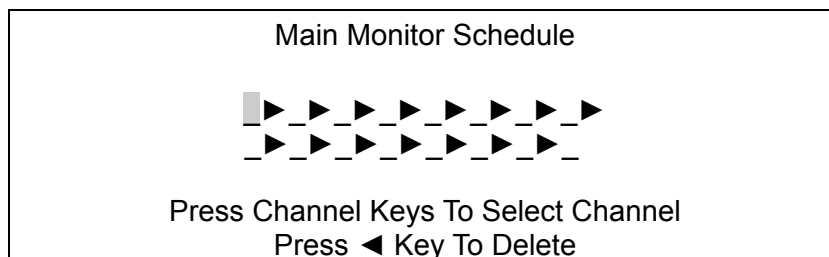 Main Monitor Schedule
_►_►_►_►_►_►_►_►
_►_►_►_►_►_►_►_
Press Channel Keys To Select Channel
Press ◄ Key To Delete